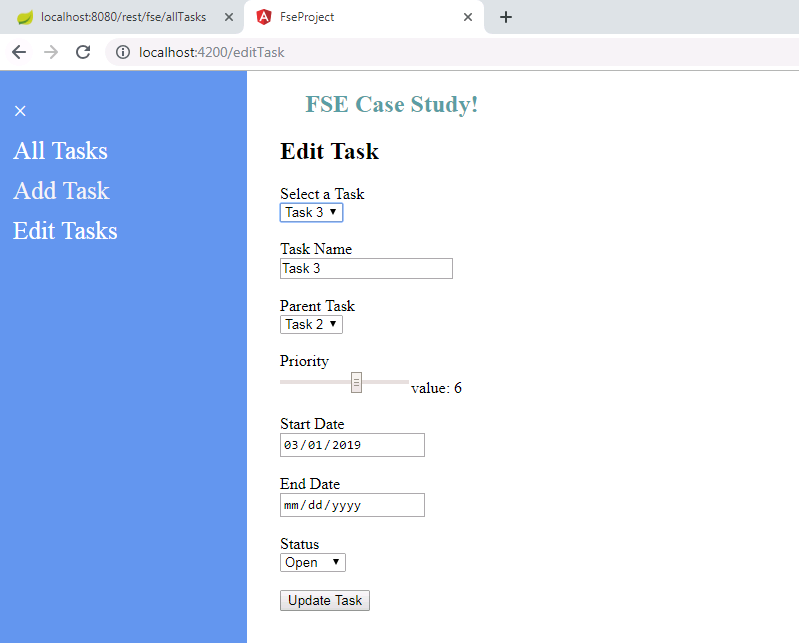 localhost:8080/rest/fse/allTasks
FseProject
localhost:4200/editTask
×
All Tasks
Add Task
Edit Tasks
FSE Case Study!
Edit Task
Select a Task
Task 3
Task Name
Task 3
Parent Task
Task 2
Priority
value: 6
Start Date
03/01/2019
End Date
mm/dd/yyyy
Status
Open
Update Task